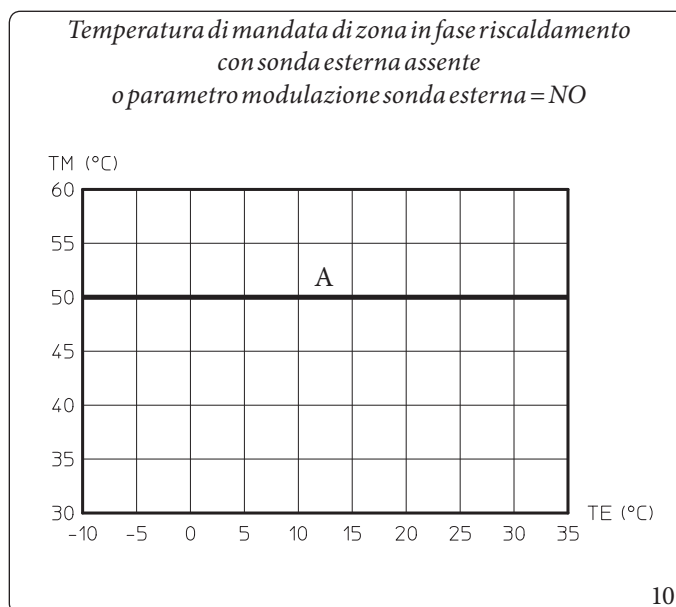 Temperatura di mandata di zona in fase riscaldamento
con sonda esterna assente
o parametro modulazione sonda esterna = NO
TM (°C)
60
55
A
50
45
40
35
30
TE (°C)
-10 -5 0 5 10 15 20 25 30 35
10